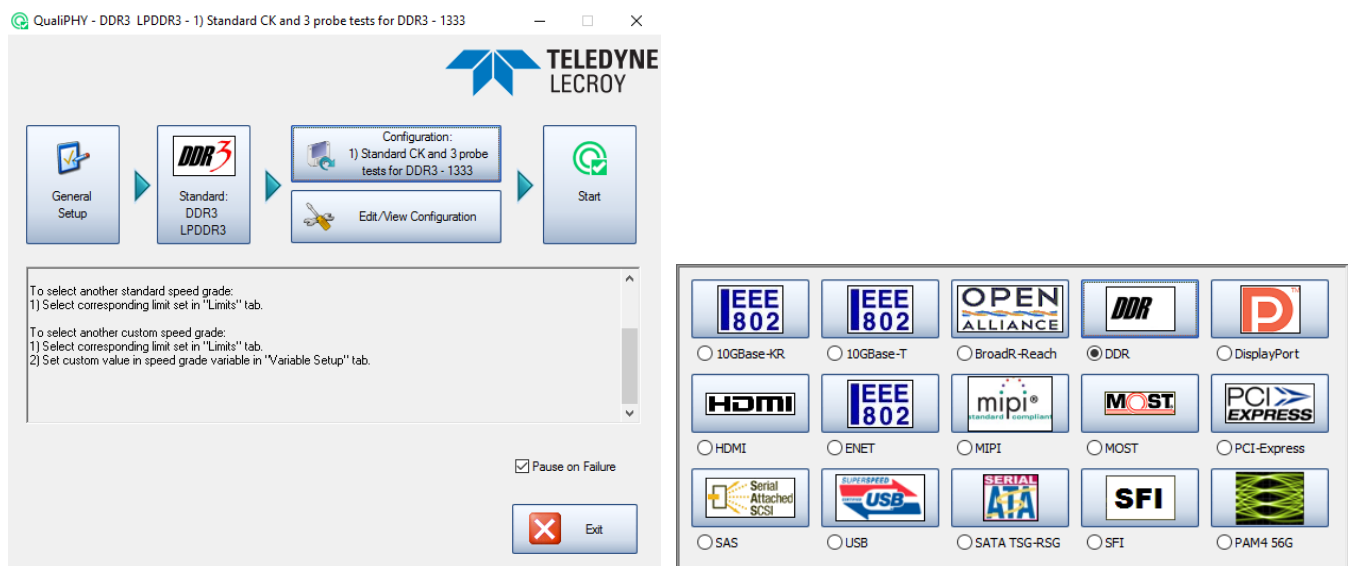 QualiPHY - DDR3 LPDDR3 - 1) Standard CK and 3 probe tests for DDR3 - 1333
TELEDYNE
LECROY
General
Setup
DDR3
Standard:
DDR3
LPDDR3
Configuration:
1) Standard CK and 3 probe
tests for DDR3 - 1333
Edit/View Configuration
Start
To select another standard speed grade:
1) Select corresponding limit set in "Limits" tab.
To select another custom speed grade:
1) Select corresponding limit set in "Limits" tab.
2) Set custom value in speed grade variable in "Variable Setup" tab.
Pause on Failure
Exit
IEEE
802
IEEE
802
OPEN
ALLIANCE
DDR
TM
10GBase-KR
10GBase-T
BroadR-Reach
DDR
DisplayPort
HDMI
IEEE
802
mipi®
standard compliant
MOST
PCI
EXPRESS
HDMI
ENET
MIPI
MOST
PCI-Express
Serial
Attached
SCSI
SUPERSPEED
CERTIFIED USB
SERIAL
ATA
SFI
SAS
USB
SATA TSG-RSG
SFI
PAM4 56G